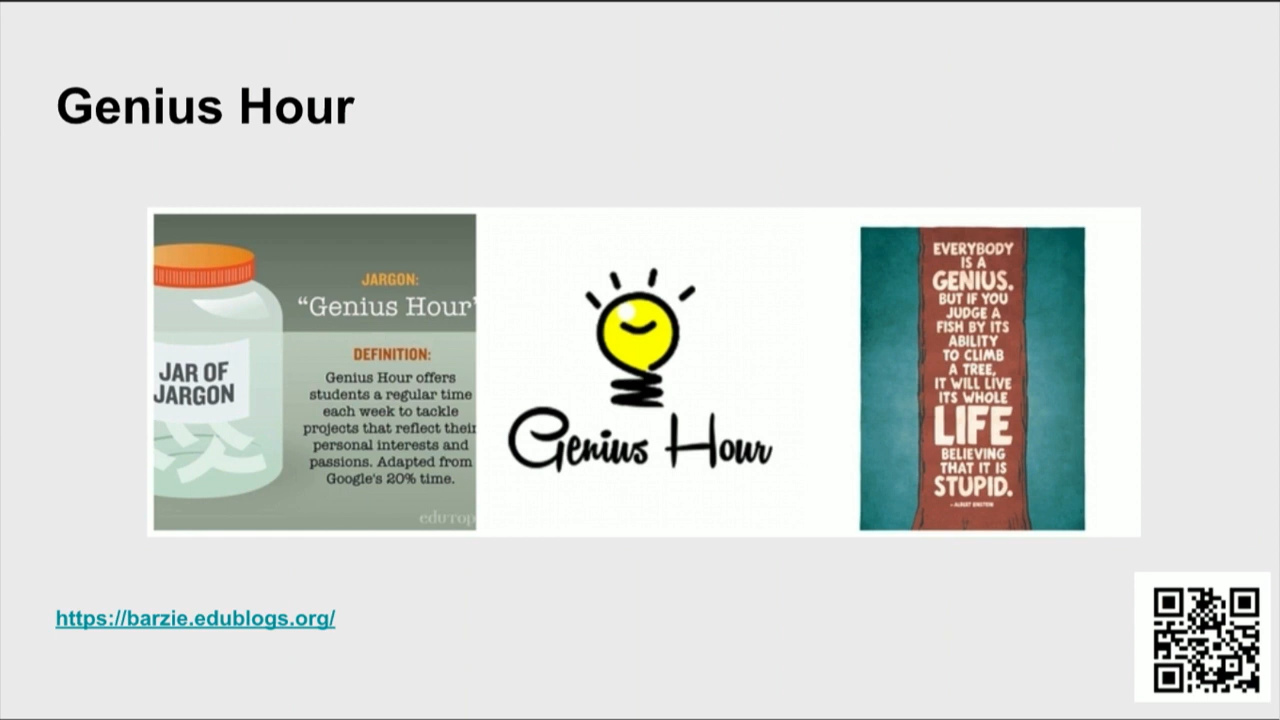 Genius Hour
JARGON:
“Genius Hour”
DEFINITION:
Genius Hour offers
students a regular time
each week to tackle
projects that reflect their
personal interests and
passions. Adapted from
Google's 20% time.
JAR OF
JARGON
edutop
Genius Hour
EVERYBODY
IS A
GENIUS.
BUT IF YOU
JUDGE A
FISH BY ITS
ABILITY
TO CLIMB
A TREE,
IT WILL LIVE
ITS WHOLE
LIFE
BELIEVING
THAT IT IS
STUPID.
- ALBERT EINSTEIN
https://barzie.edublogs.org/